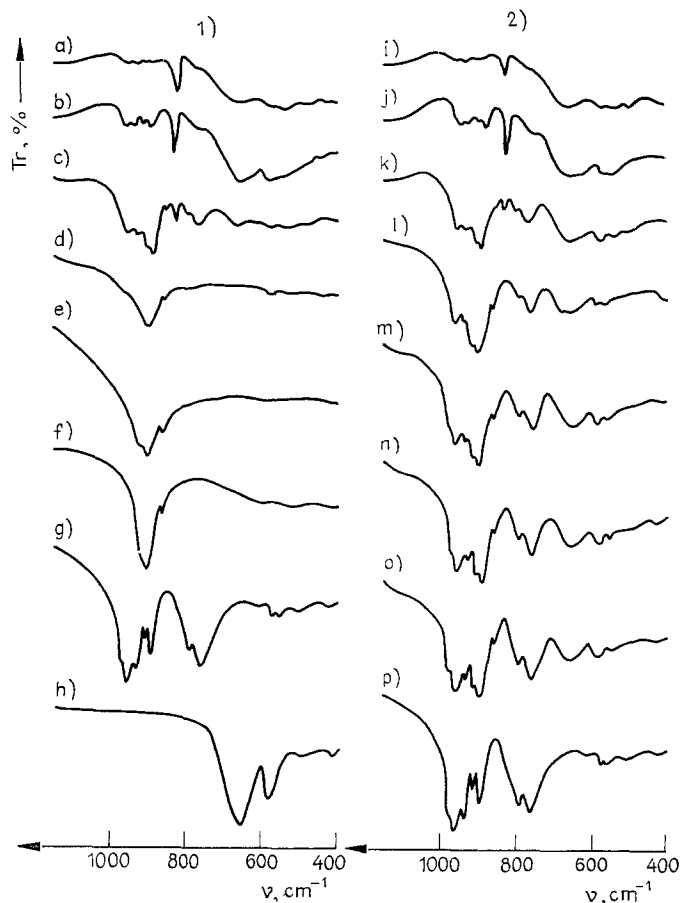 1)
2)
Tr, % 
a)
b)
c)
d)
e)
f)
g)
h)
i)
j)
k)
l)
m)
n)
o)
p)
1000 800 600 400
1000 800 600 400
ν, cm⁻¹
ν, cm⁻¹